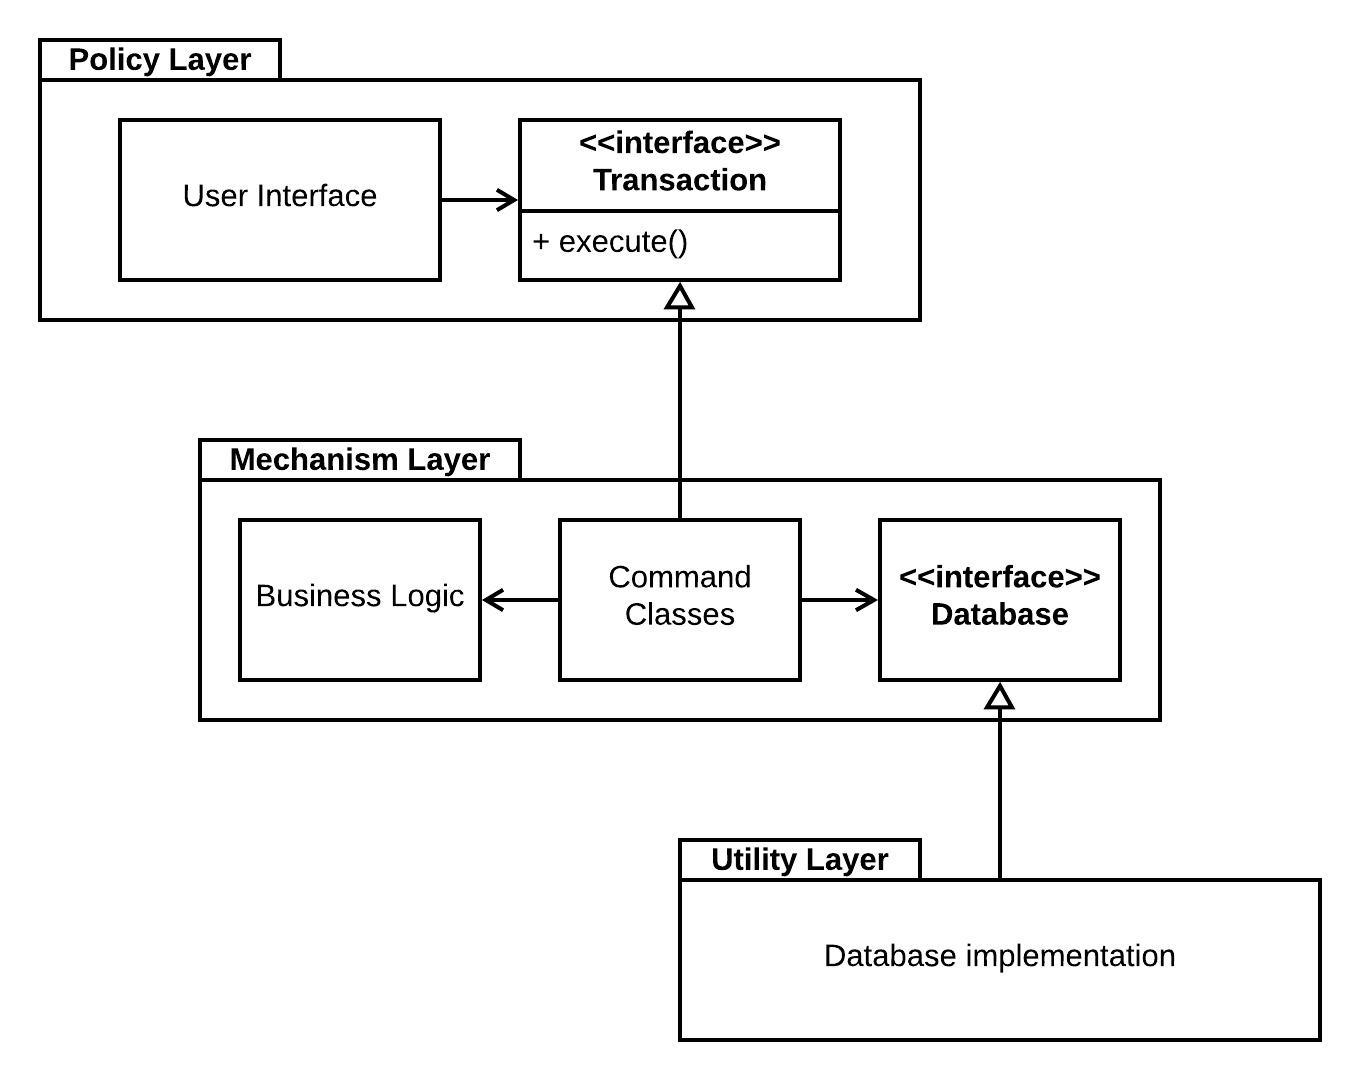 Policy Layer
User Interface
<<interface>>
Transaction
+ execute()
Mechanism Layer
Business Logic
Command
Classes
<<interface>>
Database
Utility Layer
Database implementation